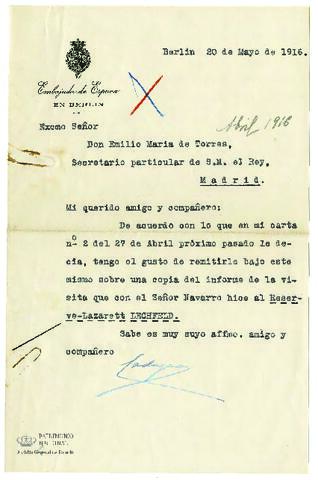 Berlin 20 de Mayo de 1916.
Embajada de España
EN BERLIN
Abril 1916
Excmo Señor
Don Emilio Maria de Torres,
Secretario particular de S.M. el Rey,
Madrid.
Mi querido amigo y compañero;
De acuerdo con lo que en mi carta
nº 2 del 27 de Abril próximo pasado le de-
cia, tengo el gusto de remitirle bajo este
mismo sobre una copia del informe de la vi-
sita que con el Señor Navarro hice al Reser-
ve-Lazarett LECHFELD.
Sabe es muy suyo affmo. amigo y
compañero
PATRIMONIO
NACIONAL